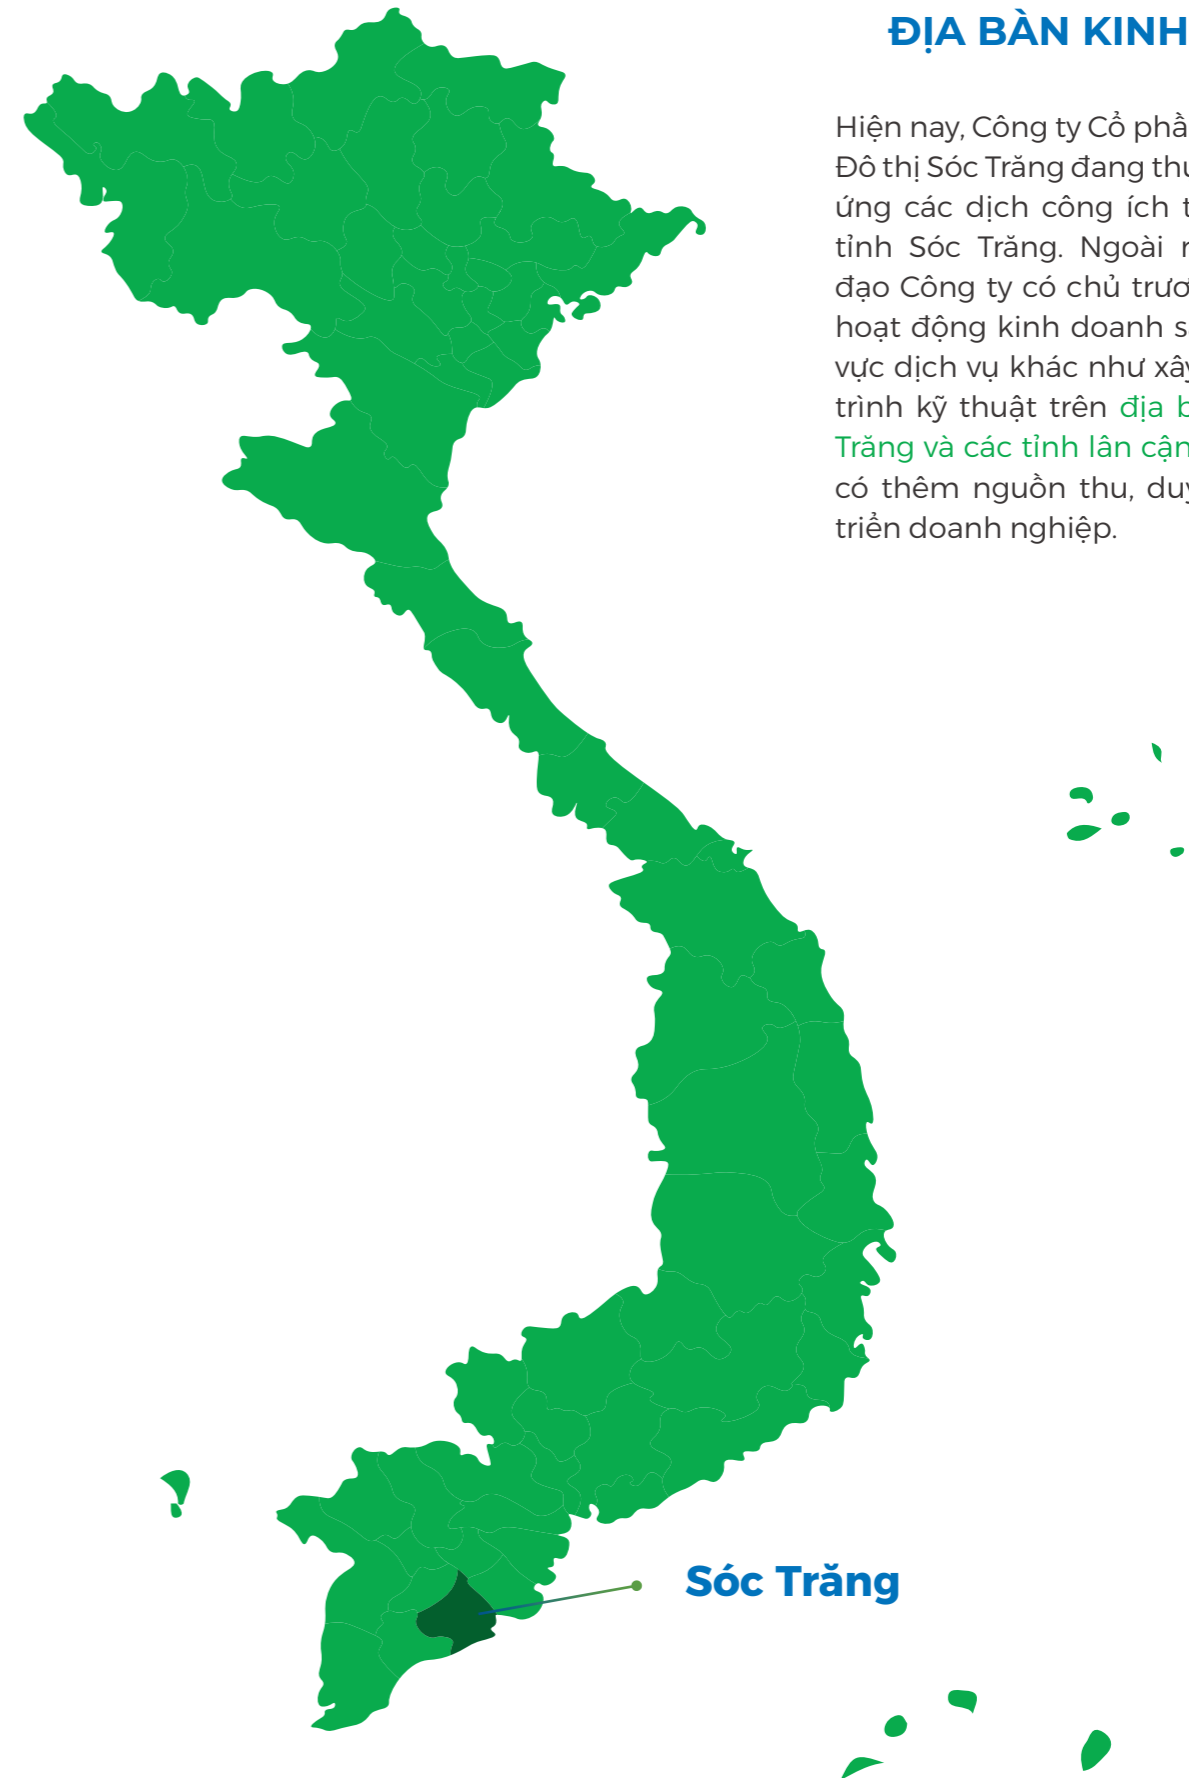 ĐỊA BÀN KINH
Hiện nay, Công ty Cổ phầ
Đô thị Sóc Trăng đang thu
ứng các dịch công ích t
tỉnh Sóc Trăng. Ngoài r
đạo Công ty có chủ trươ
hoạt động kinh doanh s
vực dịch vụ khác như xây
trình kỹ thuật trên địa b
Trăng và các tỉnh lân cận
có thêm nguồn thu, duy
triển doanh nghiệp.
Sóc Trăng